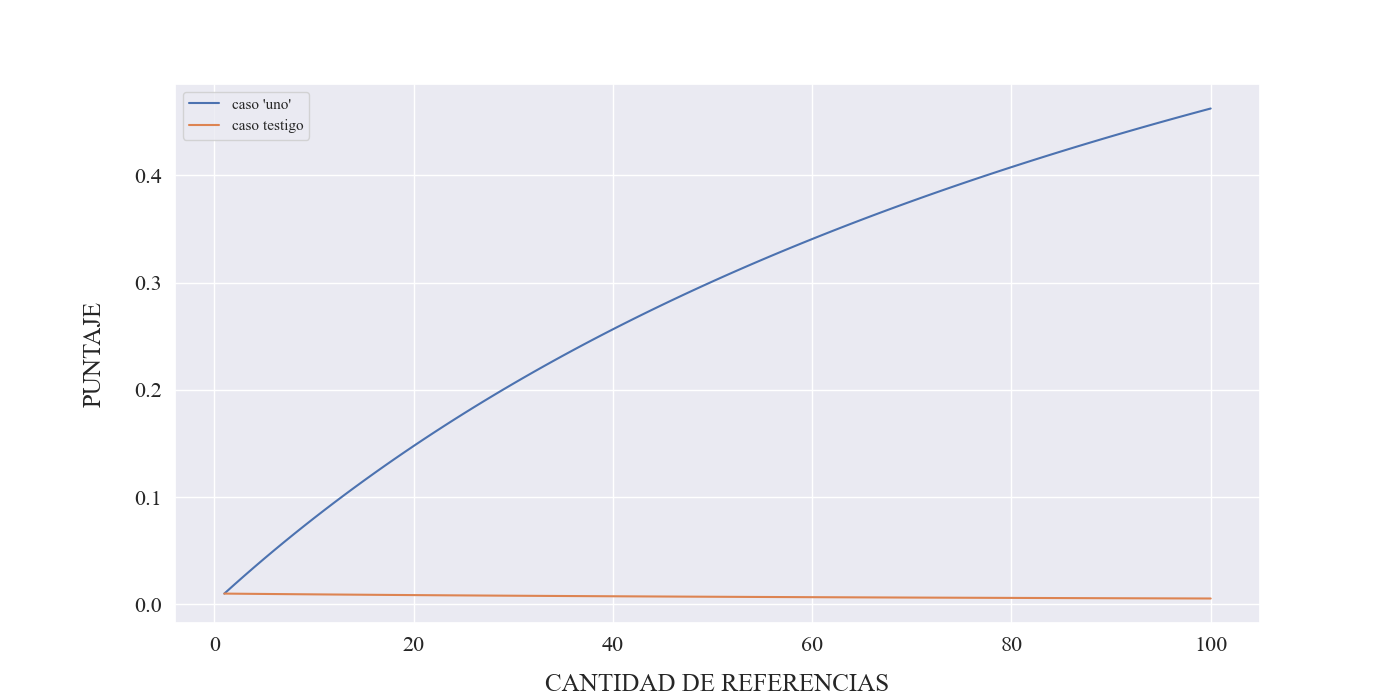 caso 'uno'
caso testigo
PUNTAJE
0.4
0.3
0.2
0.1
0.0
0 20 40 60 80 100
CANTIDAD DE REFERENCIAS